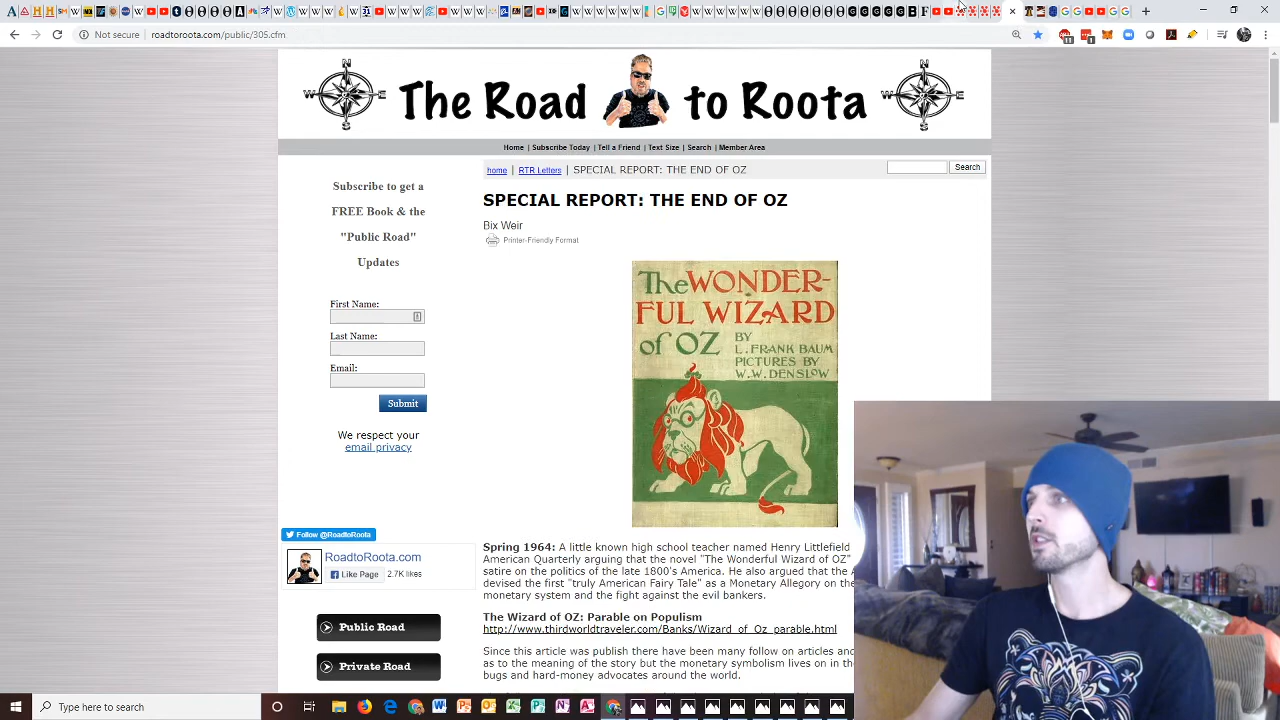 Not secure
roadtoroota.com/public/305.cfm
11
1
N
W
E
S
The Road to Roota
N
W
E
S
Home | Subscribe Today | Tell a Friend | Text Size | Search | Member Area
home | RTR Letters | SPECIAL REPORT: THE END OF OZ
Search
Subscribe to get a
FREE Book & the
"Public Road"
Updates
First Name:
Last Name:
Email:
Submit
We respect your
email privacy
Follow @RoadtoRoota
RoadtoRoota.com
Like Page
2.7K likes
Public Road
Private Road
SPECIAL REPORT: THE END OF OZ
Bix Weir
Printer-Friendly Format
The WONDER-
FUL WIZARD
of OZ BY
L. FRANK BAUM
PICTURES BY
W.W. DENSLOW
Spring 1964: A little known high school teacher named Henry Littlefield
American Quarterly arguing that the novel "The Wonderful Wizard of OZ"
satire on the politics of the late 1800's America. He also argued that the A
devised the first "truly American Fairy Tale" as a Monetary Allegory on the
monetary system and the fight against the evil bankers.
The Wizard of OZ: Parable on Populism
http://www.thirdworldtraveler.com/Banks/Wizard_of_Oz_parable.html
Since this article was publish there have been many follow on articles and
as to the meaning of the story but the monetary symbolism lives on in the
bugs and hard-money advocates around the world.
Type here to search